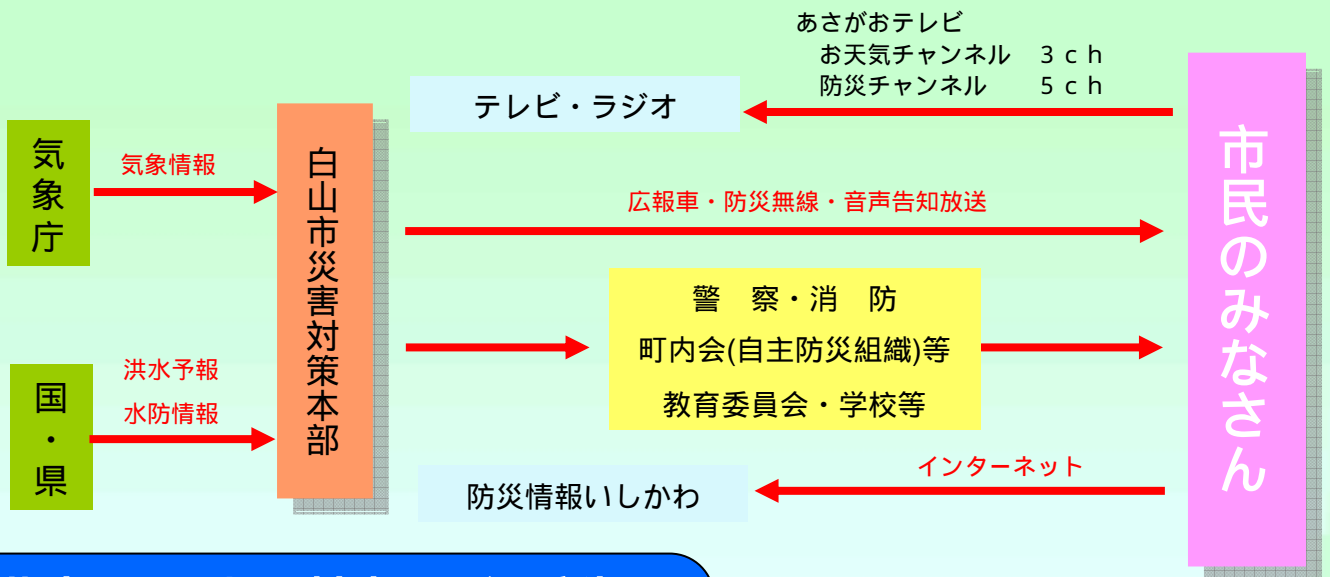 あさがおテレビ
お天気チャンネル 3ch
防災チャンネル 5ch
テレビ・ラジオ
気象庁
気象情報
白山市災害対策本部
市民のみなさん
広報車・防災無線・音声告知放送
警 察・消 防
町内会(自主防災組織)等
教育委員会・学校等
国・県
洪水予報
水防情報
防災情報いしかわ
インターネット